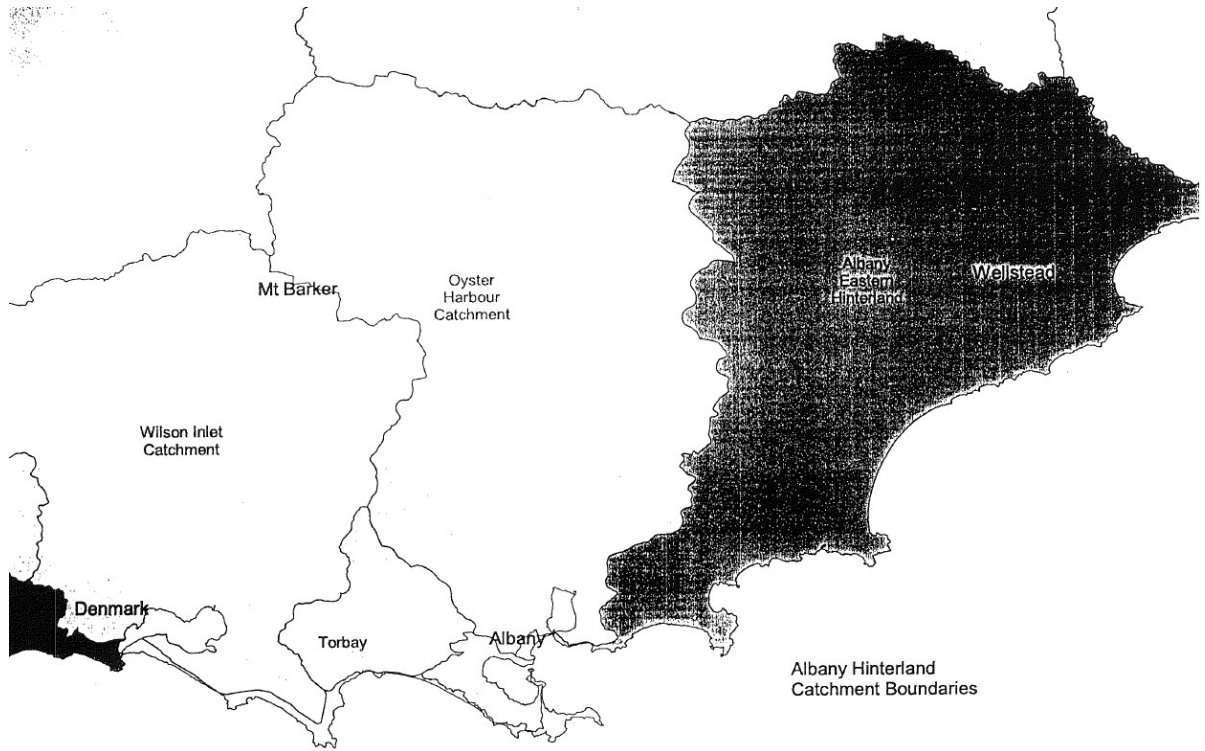 Albany
Eastern
Hinterland
Wellstead
Oyster
Harbour
Catchment
Mt Barker
Wilson Inlet
Catchment
Denmark
Torbay
Albany
Albany Hinterland
Catchment Boundaries